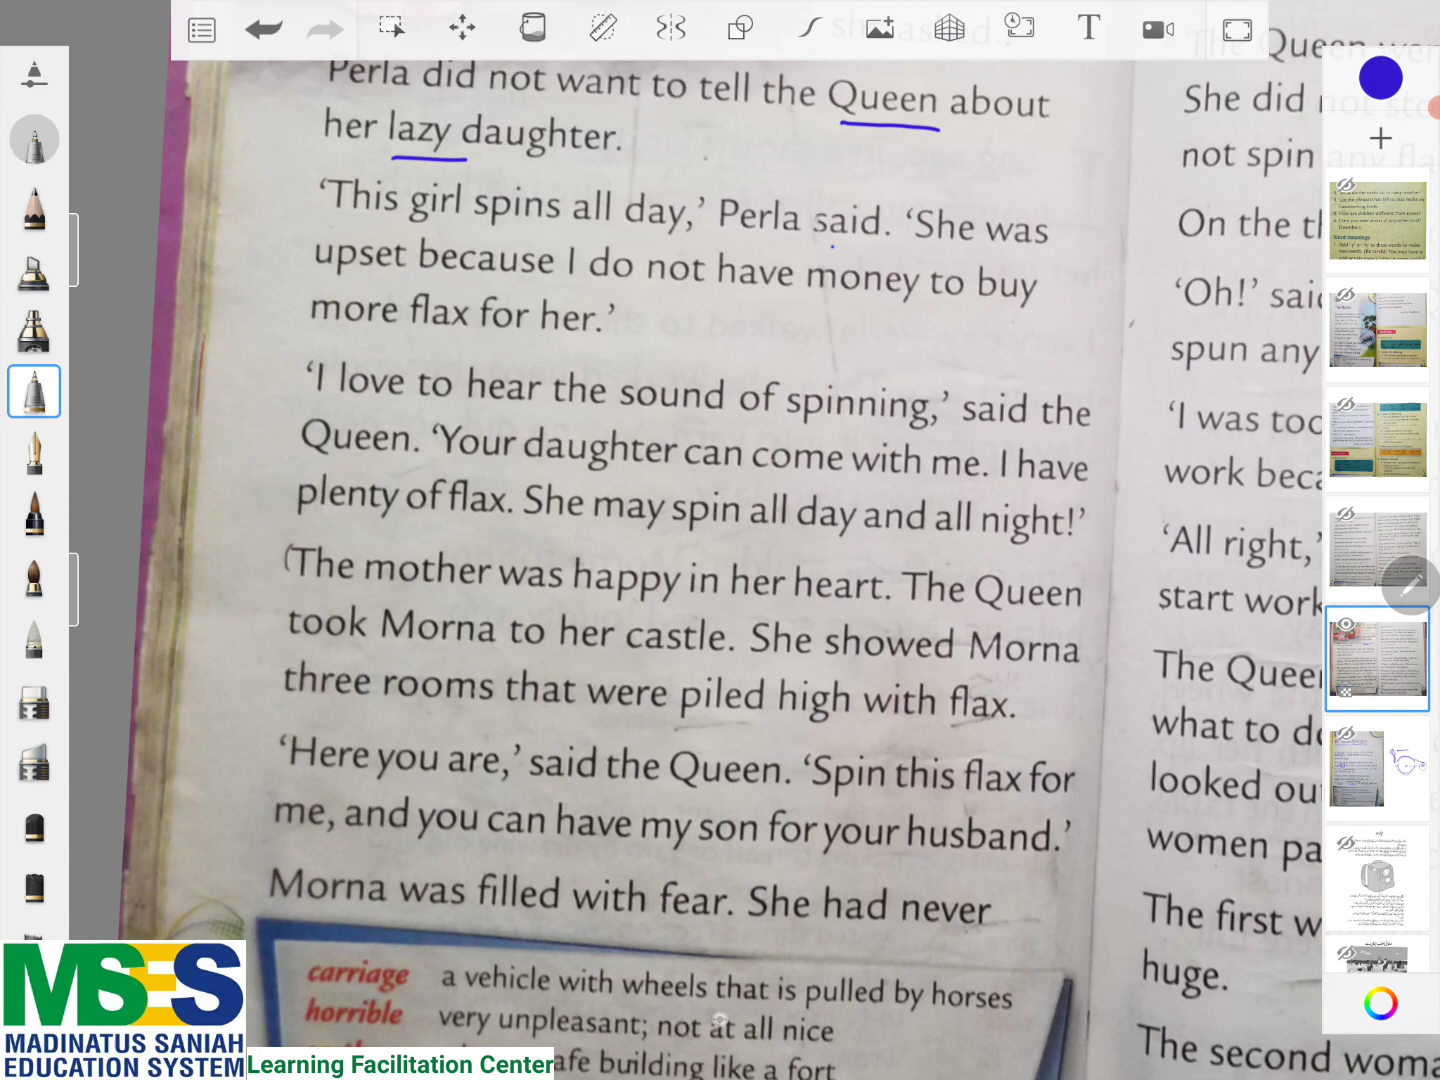 Perla did not want to tell the Queen about
her lazy daughter.
‘This girl spins all day,’ Perla said. ‘She was
upset because I do not have money to buy
more flax for her.’
‘I love to hear the sound of spinning,’ said the
Queen. ‘Your daughter can come with me. I have
plenty of flax. She may spin all day and all night!’
(The mother was happy in her heart. The Queen
took Morna to her castle. She showed Morna
three rooms that were piled high with flax.
‘Here you are,’ said the Queen. ‘Spin this flax for
me, and you can have my son for your husband.’
Morna was filled with fear. She had never
carriage a vehicle with wheels that is pulled by horses
horrible very unpleasant; not at all nice
building like a fort
The Queen
She did not
not spin any
On the
‘Oh!’
spun any
‘I was
work
‘All right,’
start work
The
what to
looked
women
The first
huge.
The second
T
MSES
MADINATUS SANIAH
EDUCATION SYSTEM
Learning Facilitation Center